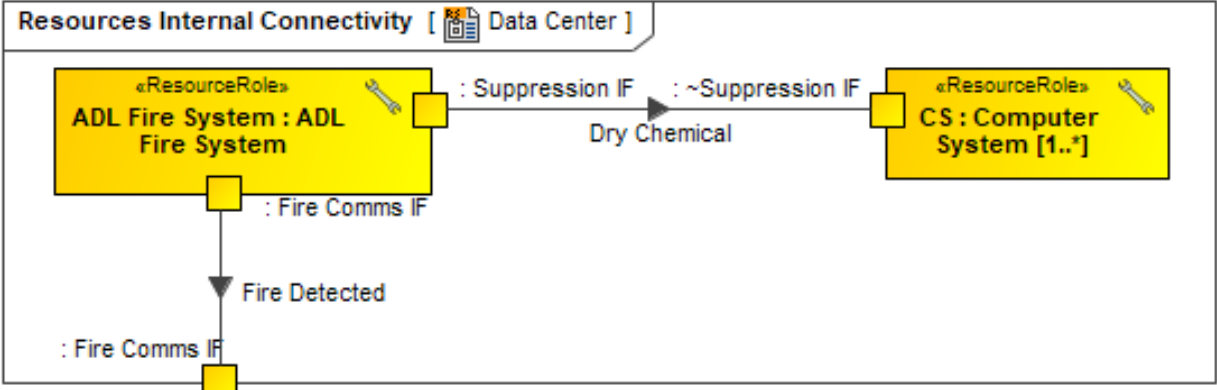 Resources Internal Connectivity [ Data Center ]
«ResourceRole»
ADL Fire System : ADL
Fire System
: Suppression IF
: ~Suppression IF
Dry Chemical
«ResourceRole»
CS : Computer
System [1..*]
: Fire Comms IF
Fire Detected
: Fire Comms IF